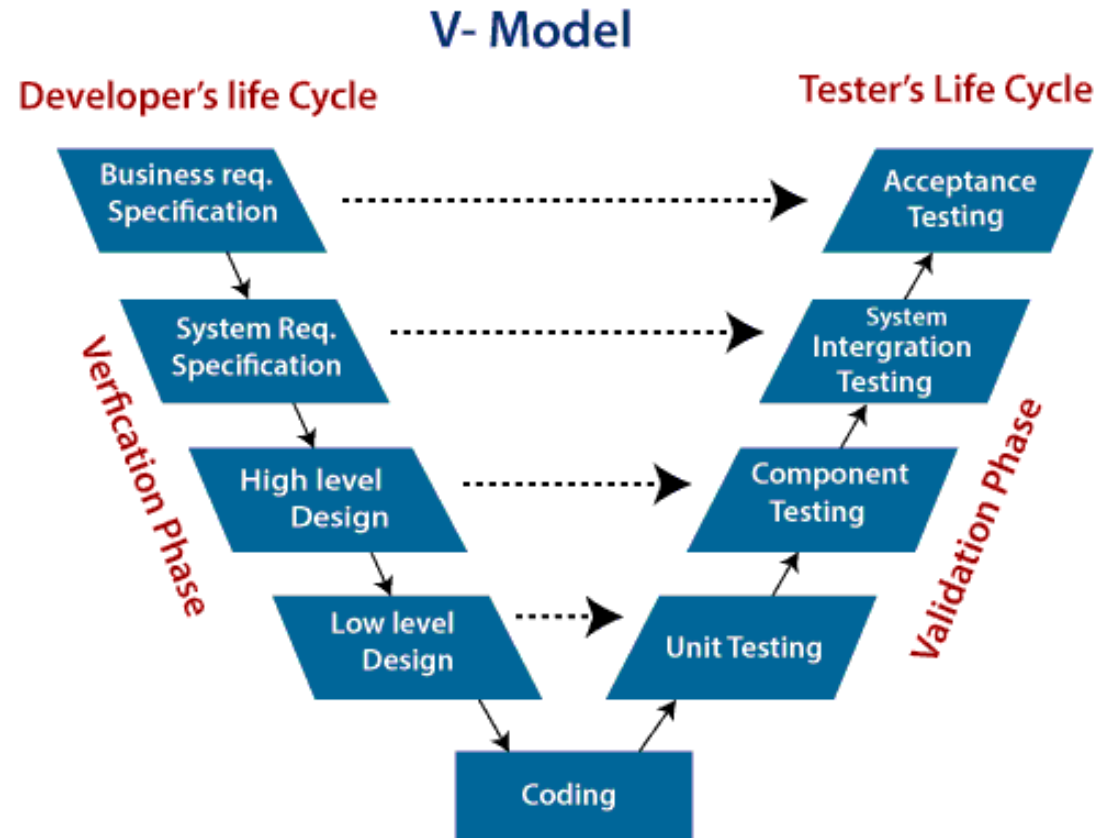 V- Model
Developer's life Cycle
Tester's Life Cycle
Business req.
Specification
Acceptance
Testing
System Req.
Specification
System
Intergration
Testing
Verfication Phase
High level
Design
Component
Testing
Validation Phase
Low level
Design
Unit Testing
Coding